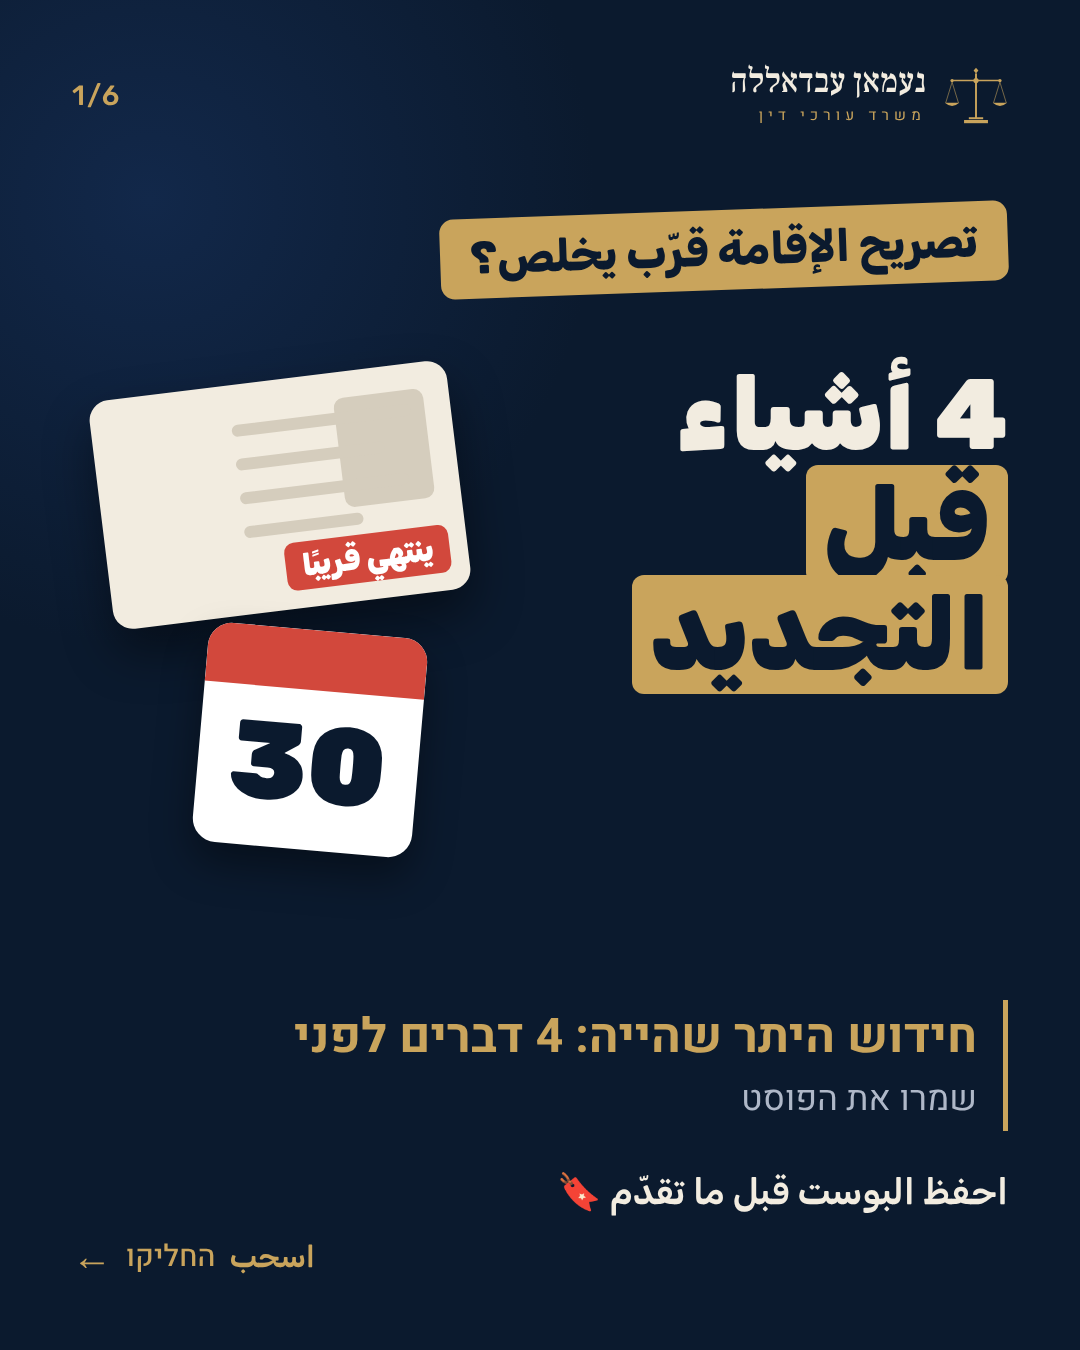 נעמאן עבדאללה
משרד עורכי דין
1/6
تصريح الإقامة قرّب يخلص؟
4 أشياء
قبل
التجديد
ينتهي قريبًا
30
חידוש היתר שהייה: 4 דברים לפני
שמרו את הפוסט
احفظ البوست قبل ما تقدّم 🔖
اسحب החליקו ←